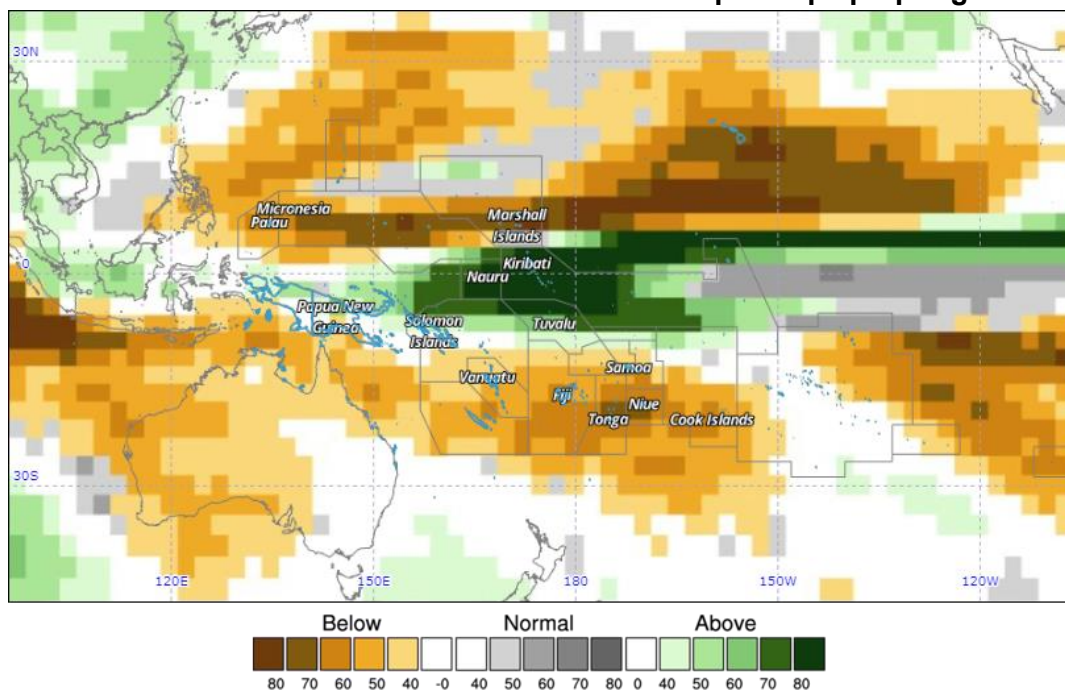 30N
Micronesia
Palau
Marshall
Islands
0
Kiribati
Nauru
Papua New
Guinea
Solomon
Islands
Tuvalu
Vanuatu
Samoa
Fiji
Niue
Tonga
Cook Islands
30S
120E 150E 180 150W 120W
Below Normal Above
80 70 60 50 40 -0 40 50 60 70 80 0 40 50 60 70 80